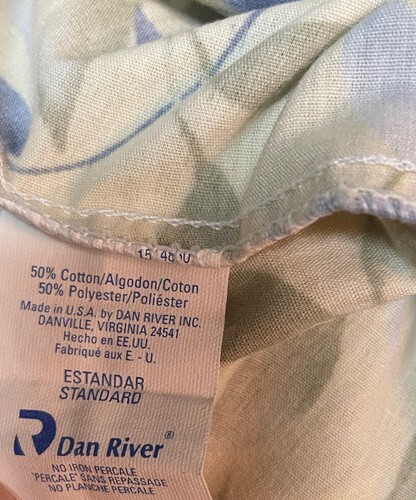 50% Cotton/Algodon/Coton
50% Polyester/Poliéster
Made in U.S.A. by DAN RIVER INC.
DANVILLE, VIRGINIA 24541
Hecho en EE.UU.
Fabriqué aux E. - U.
ESTANDAR
STANDARD
Dan River®
NO IRON PERCALE
"PERCALE" SANS REPASSAGE
NO PLANCHE PERCALE